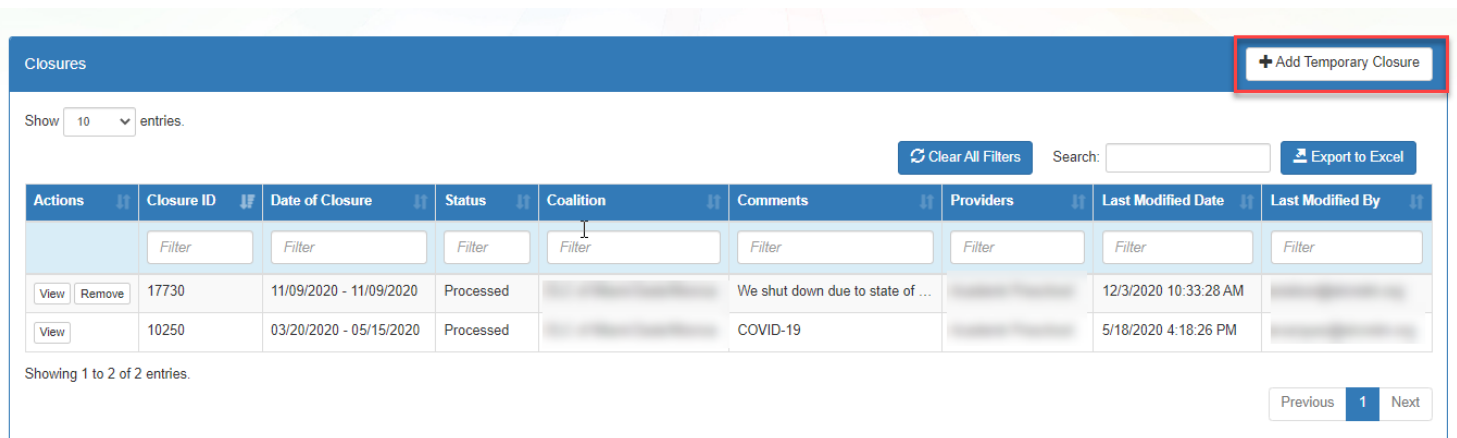 Closures
Add Temporary Closure
Show 10 entries.
Clear All Filters Search: Export to Excel
Actions Closure ID Date of Closure Status Coalition Comments Providers Last Modified Date Last Modified By
Filter Filter Filter Filter Filter Filter Filter Filter
View Remove 17730 11/09/2020 - 11/09/2020 Processed We shut down due to state of ... 12/3/2020 10:33:28 AM
View 10250 03/20/2020 - 05/15/2020 Processed COVID-19 5/18/2020 4:18:26 PM
Showing 1 to 2 of 2 entries.
Previous 1 Next